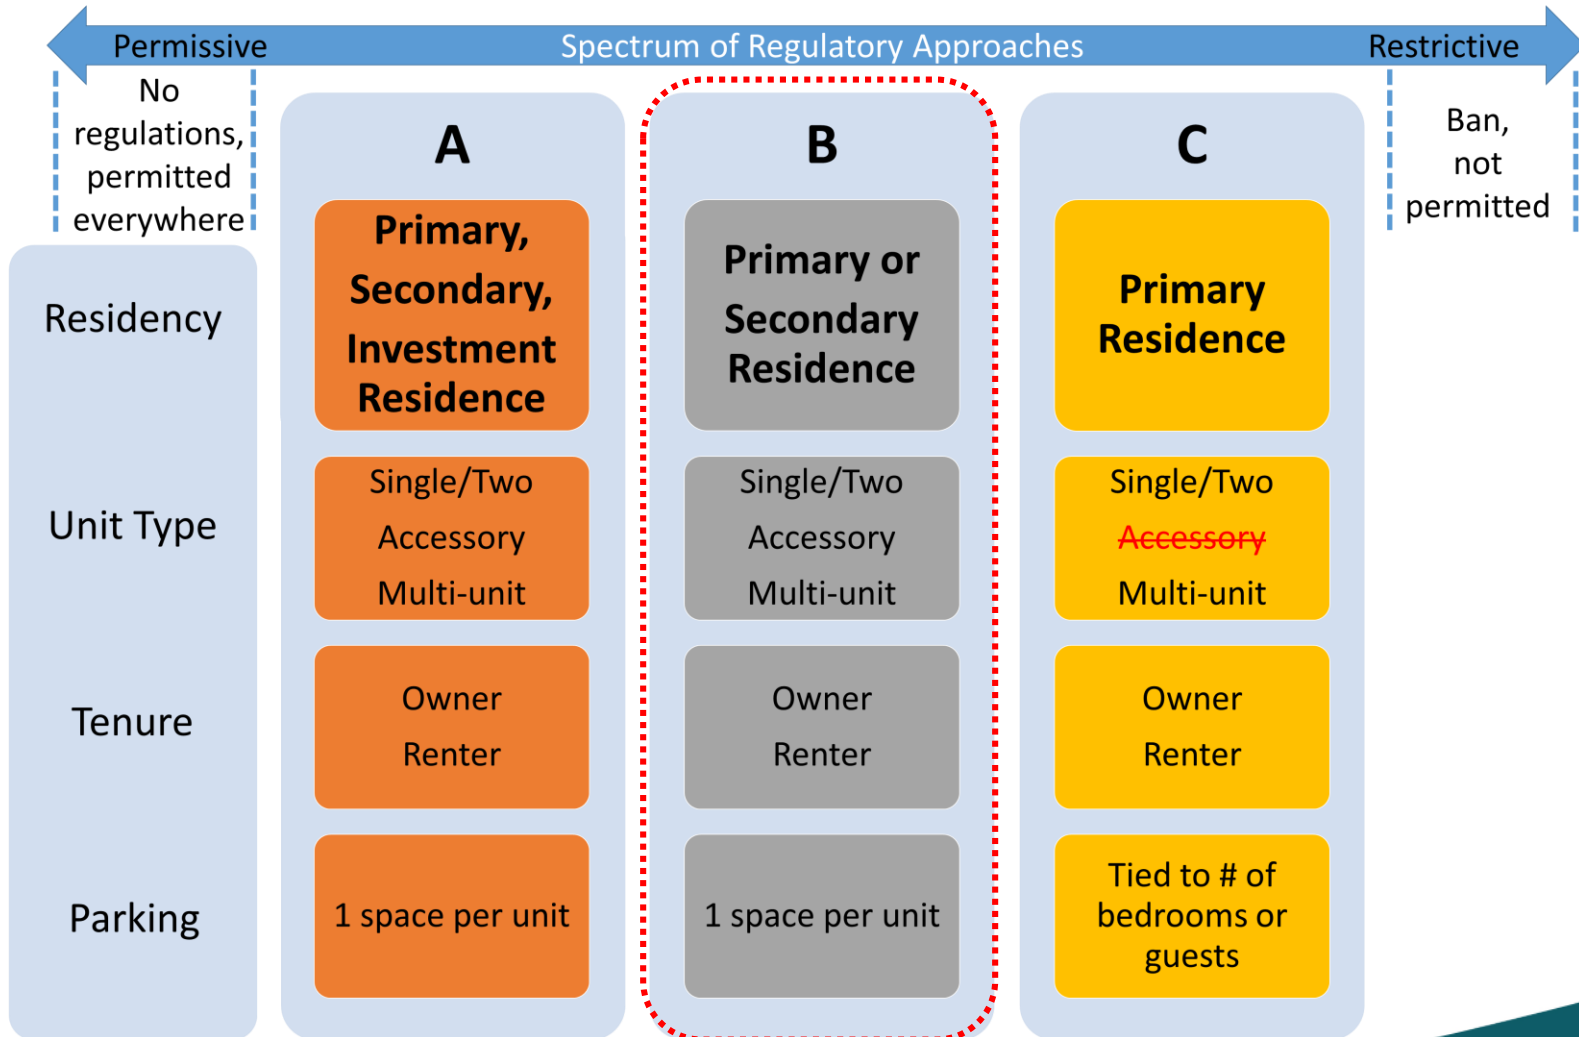 Permissive
Spectrum of Regulatory Approaches
Restrictive
No
regulations,
permitted
everywhere
Ban,
not
permitted
A
B
C
Residency
Primary,
Secondary,
Investment
Residence
Primary or
Secondary
Residence
Primary
Residence
Unit Type
Single/Two
Accessory
Multi-unit
Single/Two
Accessory
Multi-unit
Single/Two
Accessory
Multi-unit
Tenure
Owner
Renter
Owner
Renter
Owner
Renter
Parking
1 space per unit
1 space per unit
Tied to # of
bedrooms or
guests